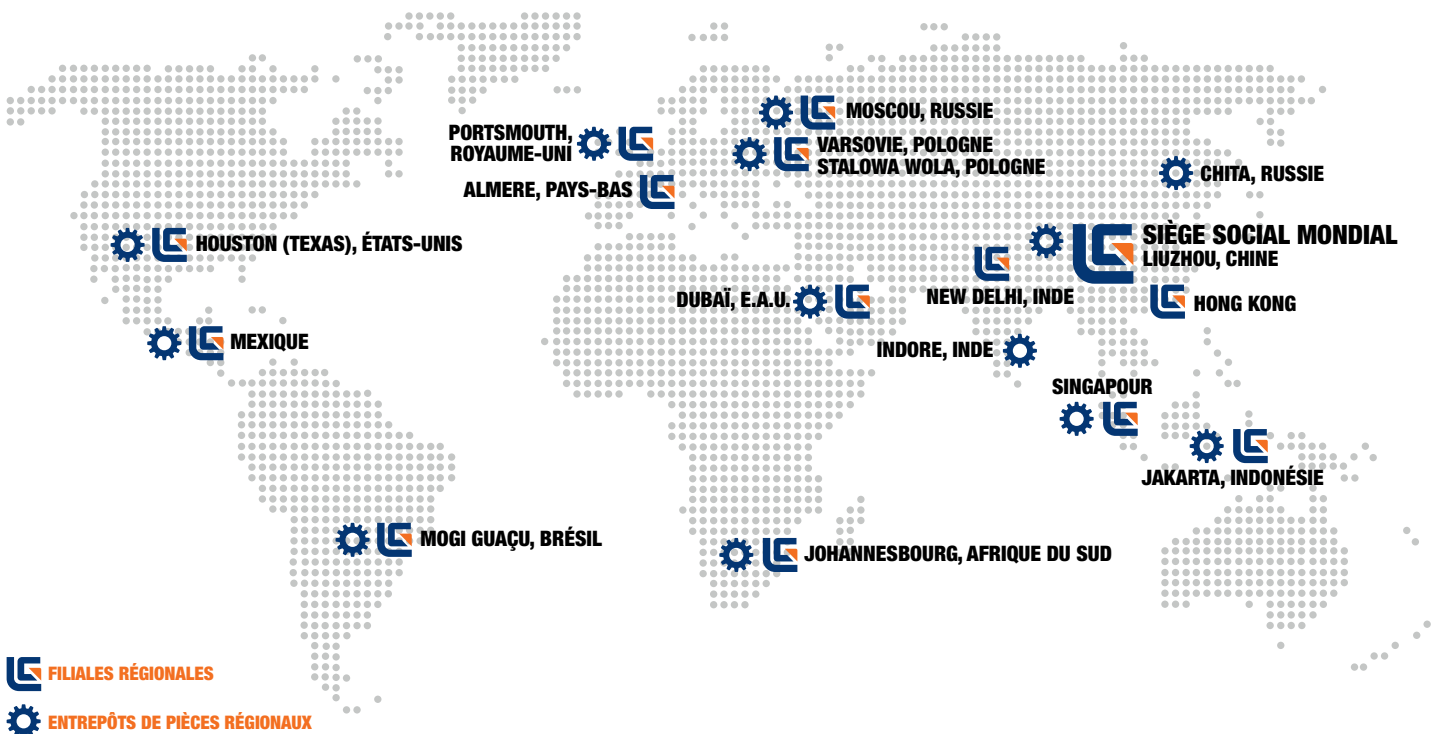 MOSCOU, RUSSIE
PORTSMOUTH,
ROYAUME-UNI
VARSOVIE, POLOGNE
STALOWA WOLA, POLOGNE
CHITA, RUSSIE
ALMERE, PAYS-BAS
HOUSTON (TEXAS), ÉTATS-UNIS
SIÈGE SOCIAL MONDIAL
LIUZHOU, CHINE
DUBAÏ, E.A.U.
NEW DELHI, INDE
HONG KONG
MEXIQUE
INDORE, INDE
SINGAPOUR
JAKARTA, INDONÉSIE
MOGI GUAÇU, BRÉSIL
JOHANNESBOURG, AFRIQUE DU SUD
FILIALES RÉGIONALES
ENTREPÔTS DE PIÈCES RÉGIONAUX